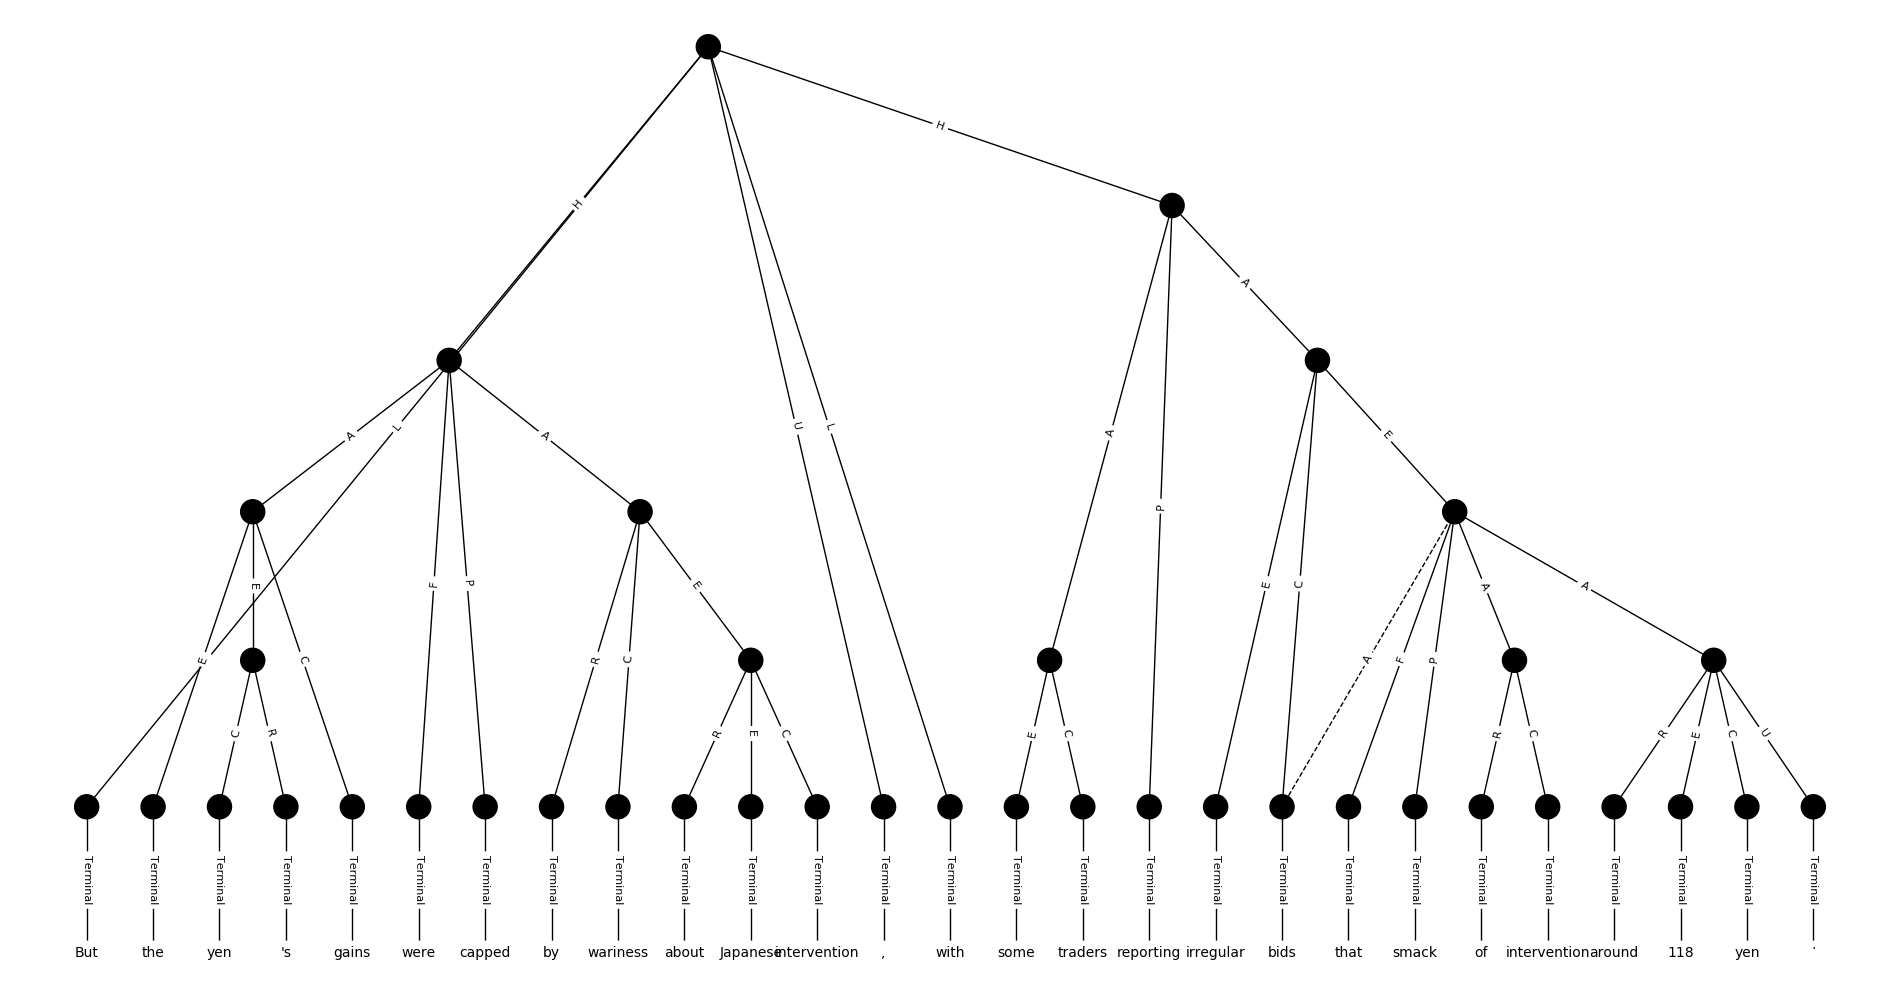 H
H
A
A
A
L
A
U
L
A
E
P
E
F
P
E
E
C
E
C
R
C
A
F
P
A
A
C
R
R
E
C
E
C
R
C
R
E
C
U
Terminal Terminal Terminal Terminal Terminal Terminal Terminal Terminal Terminal Terminal Terminal Terminal Terminal Terminal Terminal Terminal Terminal Terminal Terminal Terminal Terminal Terminal Terminal Terminal Terminal Terminal Terminal
But the yen 's gains were capped by wariness about Japanese intervention , with some traders reporting irregular bids that smack of intervention around 118 yen .